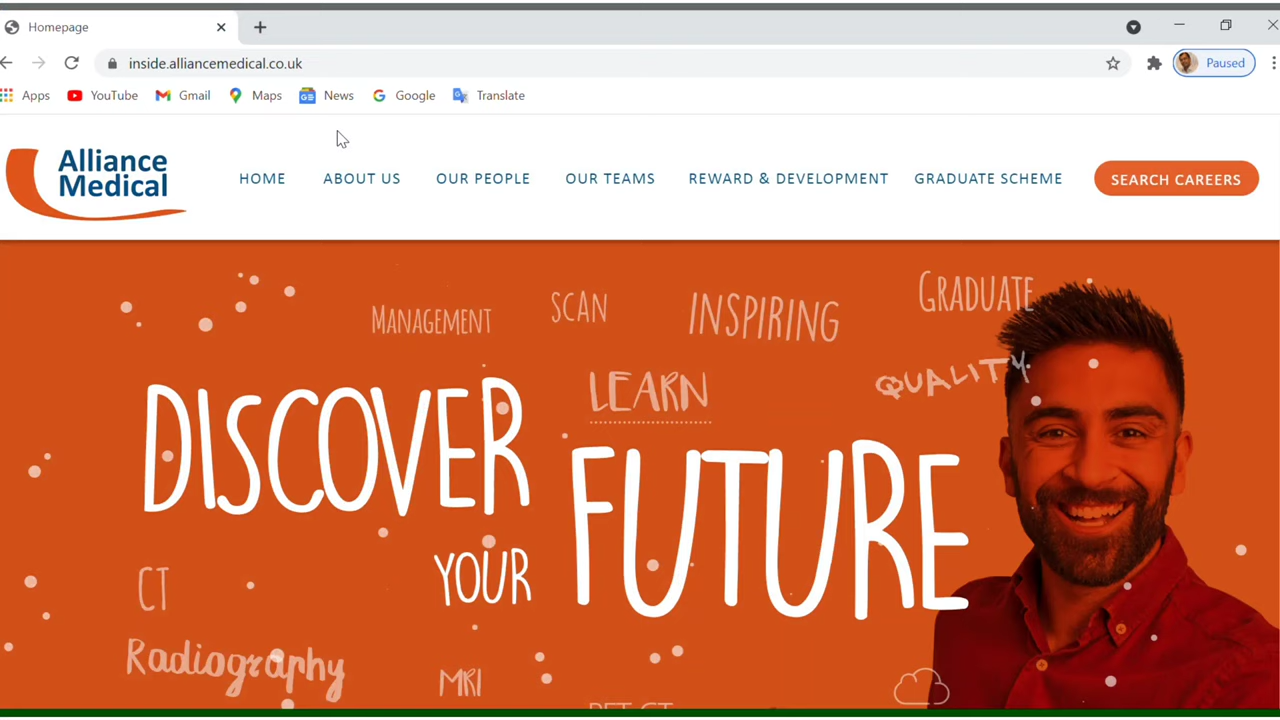 Homepage
inside.alliancemedical.co.uk
Paused
Apps YouTube Gmail Maps News Google Translate
Alliance
Medical
HOME ABOUT US OUR PEOPLE OUR TEAMS REWARD & DEVELOPMENT GRADUATE SCHEME SEARCH CAREERS
MANAGEMENT SCAN INSPIRING GRADUATE
LEARN QUALITY
DISCOVER
YOUR FUTURE
CT
Radiography MRI
PET CT